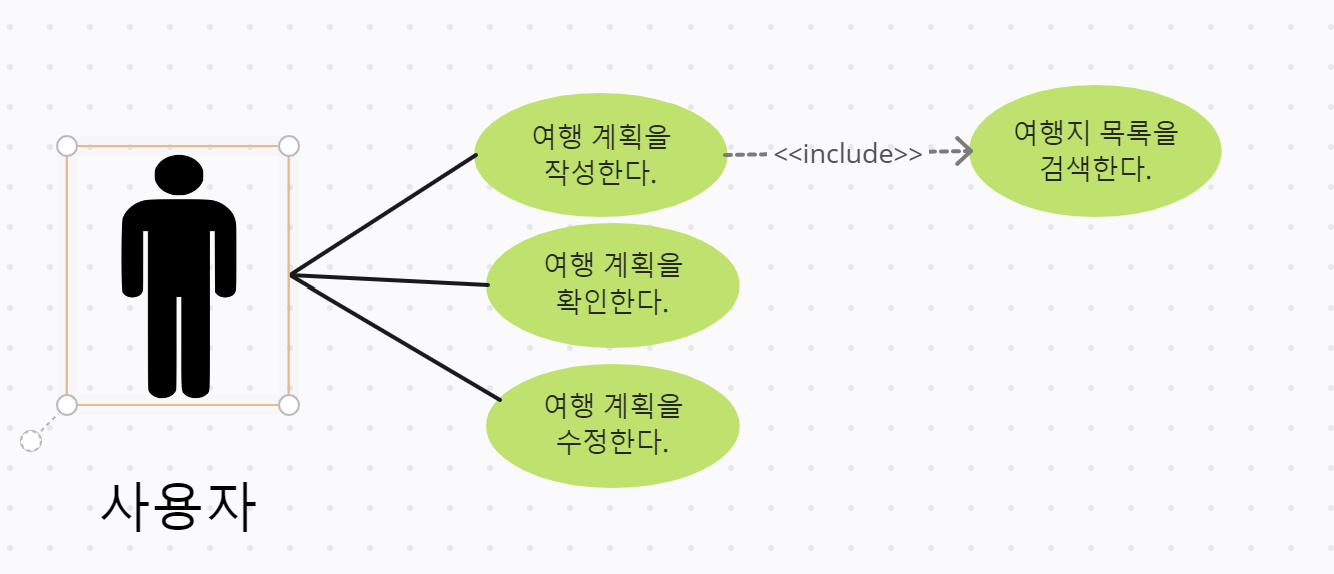 여행 계획을
작성한다.
<<include>>
여행지 목록을
검색한다.
여행 계획을
확인한다.
여행 계획을
수정한다.
사용자